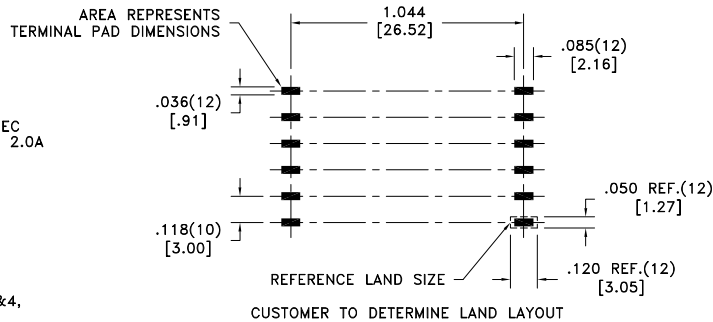 AREA REPRESENTS
TERMINAL PAD DIMENSIONS
1.044
[26.52]
.085(12)
[2.16]
.036(12)
[.91]
EC
2.0A
.050 REF.(12)
[1.27]
.118(10)
[3.00]
REFERENCE LAND SIZE
.120 REF.(12)
[3.05]
&4,
CUSTOMER TO DETERMINE LAND LAYOUT